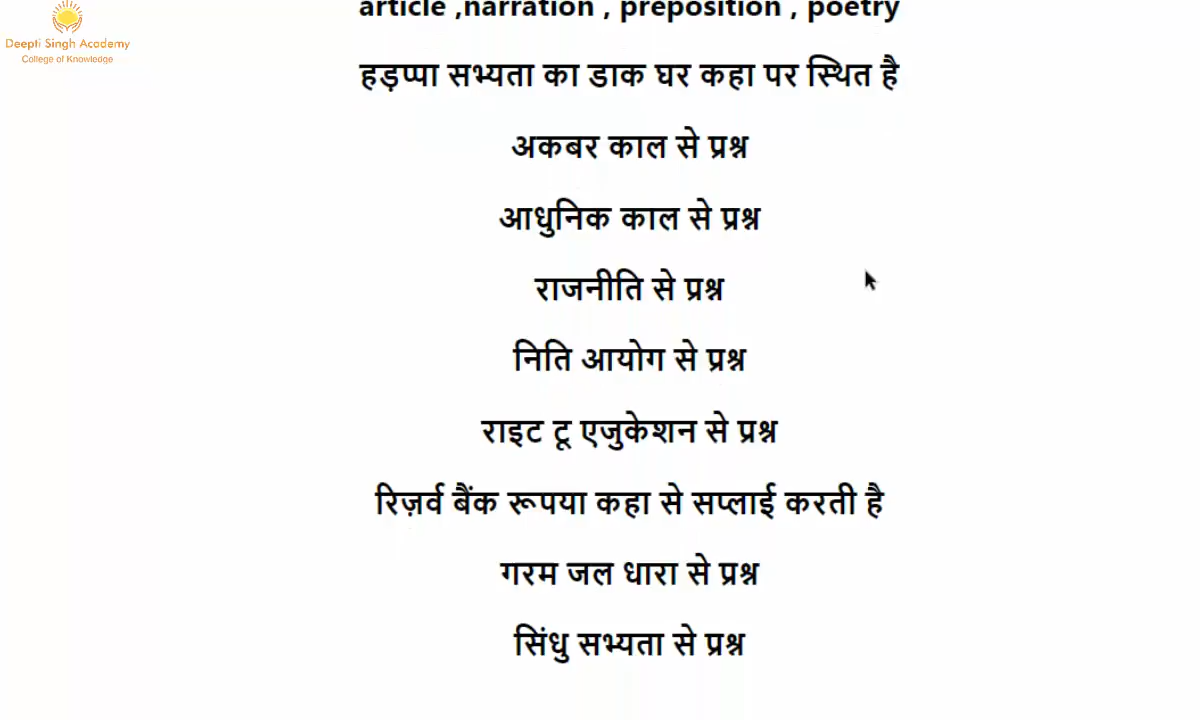 article ,narration , preposition , poetry
Deepti Singh Academy
College of Knowledge
हड़प्पा सभ्यता का डाक घर कहा पर स्थित है
अकबर काल से प्रश्न
आधुनिक काल से प्रश्न
राजनीति से प्रश्न
निति आयोग से प्रश्न
राइट टू एजुकेशन से प्रश्न
रिज़र्व बैंक रूपया कहा से सप्लाई करती है
गरम जल धारा से प्रश्न
सिंधु सभ्यता से प्रश्न